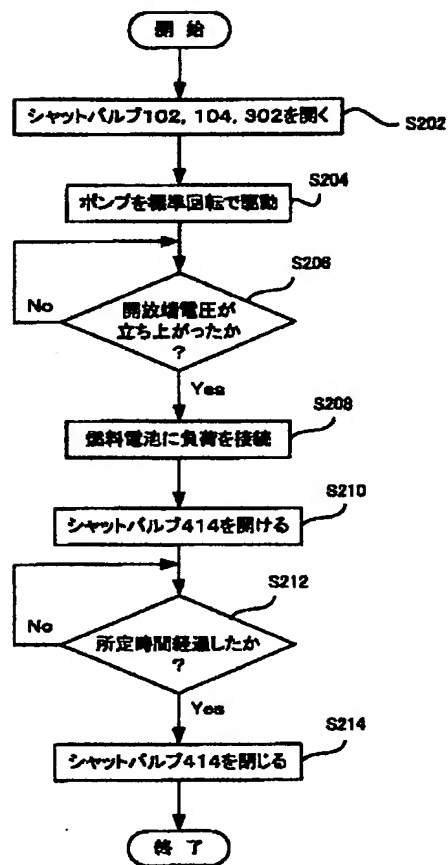 開 始
シャットバルブ102, 104, 302を開く
S202
S204
ポンプを標準回転で駆動
S206
No
開放端電圧が
立ち上がったか
?
Yes
S208
燃料電池に負荷を接続
S210
シャットバルブ414を開ける
S212
No
所定時間経過したか
?
Yes
S214
シャットバルブ414を閉じる
終 了